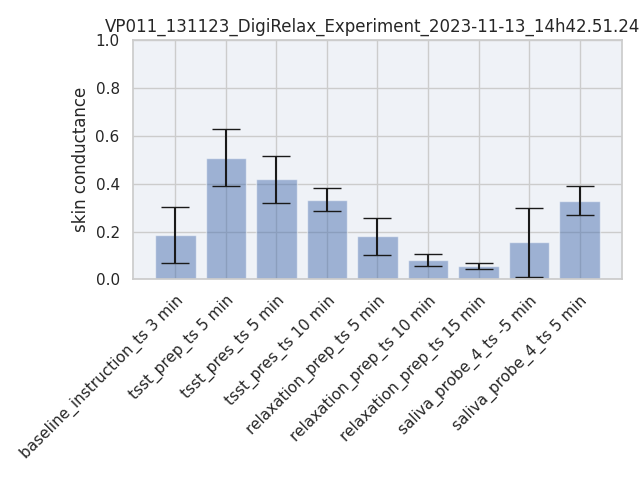 VP011_131123_DigiRelax_Experiment_2023-11-13_14h42.51.24
1.0
0.8
0.6
0.4
0.2
0.0
skin conductance
baseline_instruction_ts 3 min
tsst_prep_ts 5 min
tsst_pres_ts 5 min
tsst_pres_ts 10 min
relaxation_prep_ts 5 min
relaxation_prep_ts 10 min
relaxation_prep_ts 15 min
saliva_probe_4_ts -5 min
saliva_probe_4_ts 5 min